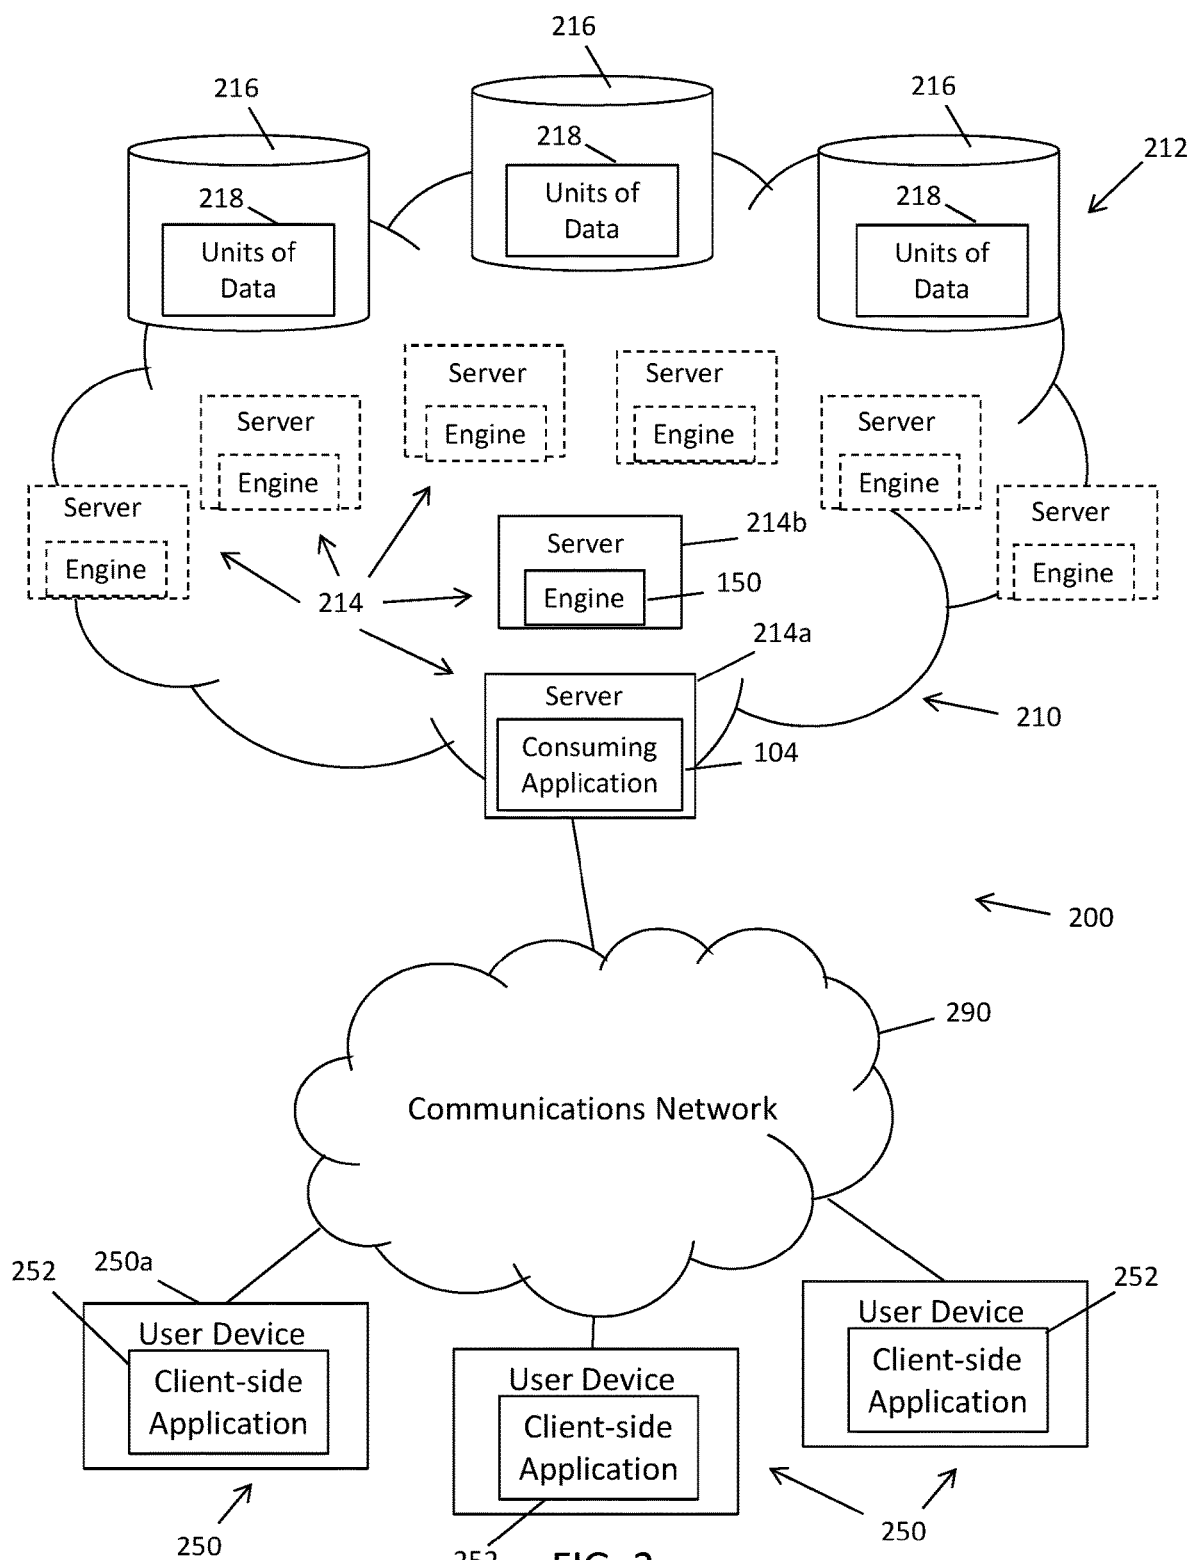 216
216
216
212
218
Units of
Data
218
Units of
Data
218
Units of
Data
Server
Engine
Server
Engine
Server
Engine
Server
Engine
Server
Engine
Server
Engine
214
Server
Engine
214b
150
214a
Server
Consuming
Application
104
210
200
290
Communications Network
252
250a
User Device
Client-side
Application
250
User Device
Client-side
Application
252
User Device
Client-side
Application
252
250
FIG. 2